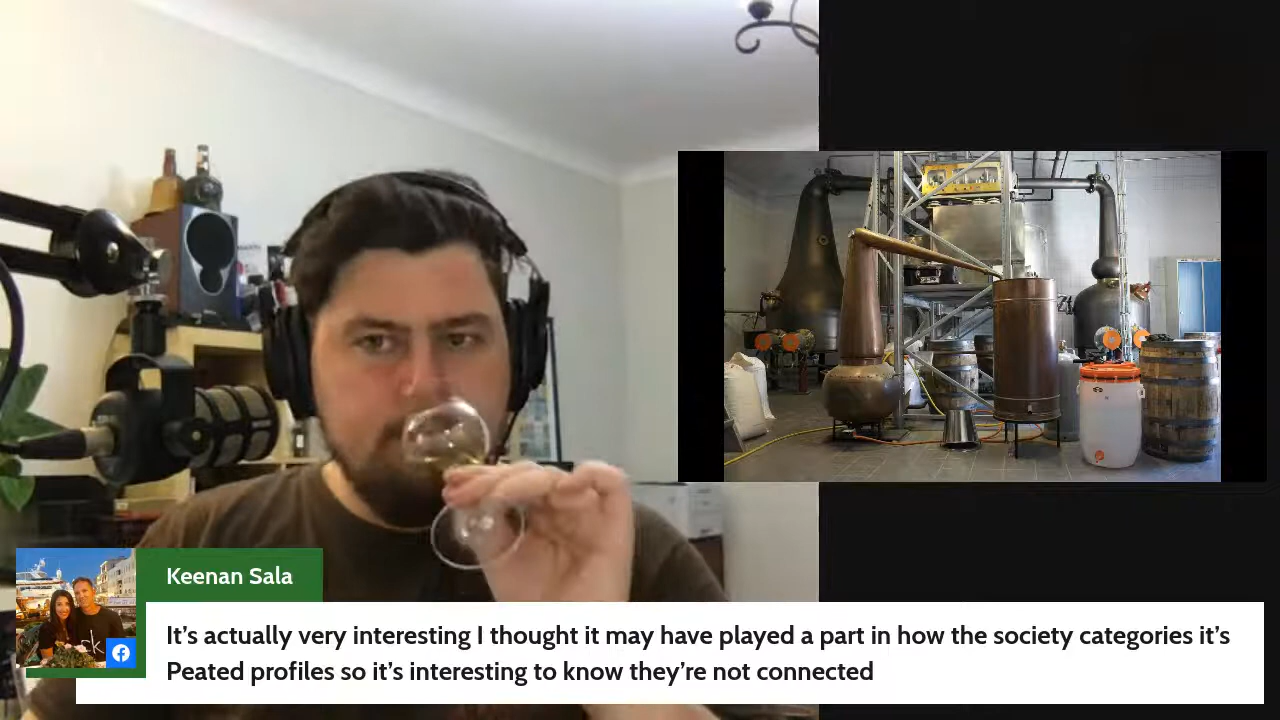 Keenan Sala
It's actually very interesting I thought it may have played a part in how the society categories it's
Peated profiles so it's interesting to know they're not connected